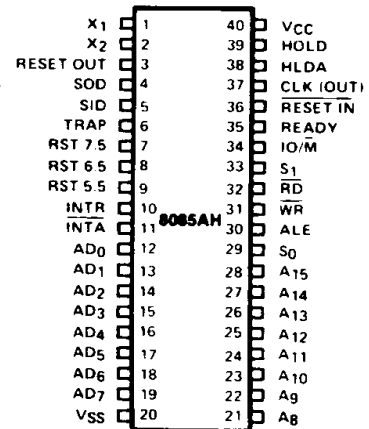 X1 1 40 VCC
X2 2 39 HOLD
RESET OUT 3 38 HLDA
SOD 4 37 CLK (OUT)
SID 5 36 RESET IN
TRAP 6 35 READY
RST 7.5 7 34 IO/M
RST 6.5 8 33 S1
RST 5.5 9 32 RD
INTR 10 31 WR
INTA 11 8085AH 30 ALE
AD0 12 29 S0
AD1 13 28 A15
AD2 14 27 A14
AD3 15 26 A13
AD4 16 25 A12
AD5 17 24 A11
AD6 18 23 A10
AD7 19 22 A9
VSS 20 21 A8